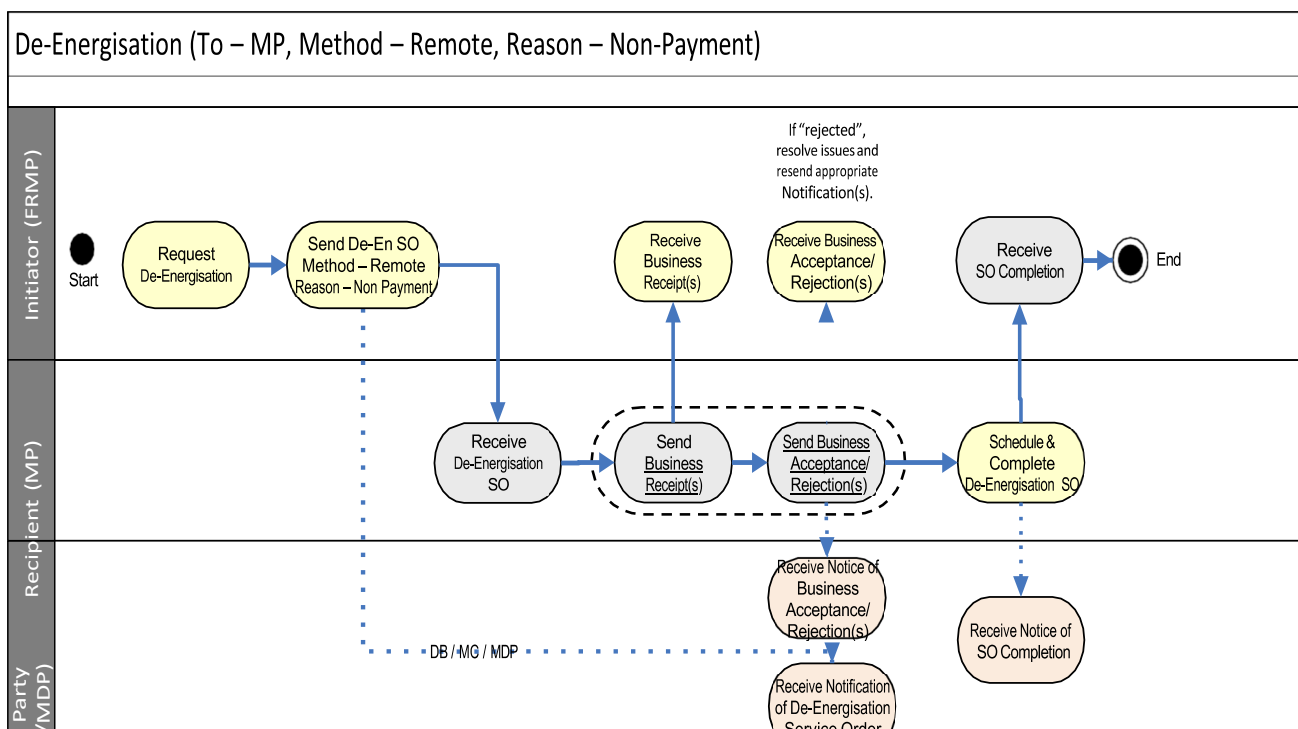 De-Energisation (To – MP, Method – Remote, Reason – Non-Payment)
Initiator (FRMP)
Start
Request
De-Energisation
Send De-En SO
Method – Remote
Reason – Non Payment
Receive
Business
Receipt(s)
If “rejected”,
resolve issues and
resend appropriate
Notification(s).
Receive Business
Acceptance/
Rejection(s)
Receive
SO Completion
End
Recipient (MP)
Receive
De-Energisation
SO
Send
Business
Receipt(s)
Send Business
Acceptance/
Rejection(s)
Schedule &
Complete
De-Energisation SO
Party
/MDP)
Receive Notice of
Business
Acceptance/
Rejection(s)
DB / MC / MDP
Receive Notification
of De-Energisation
Service Order
Receive Notice of
SO Completion